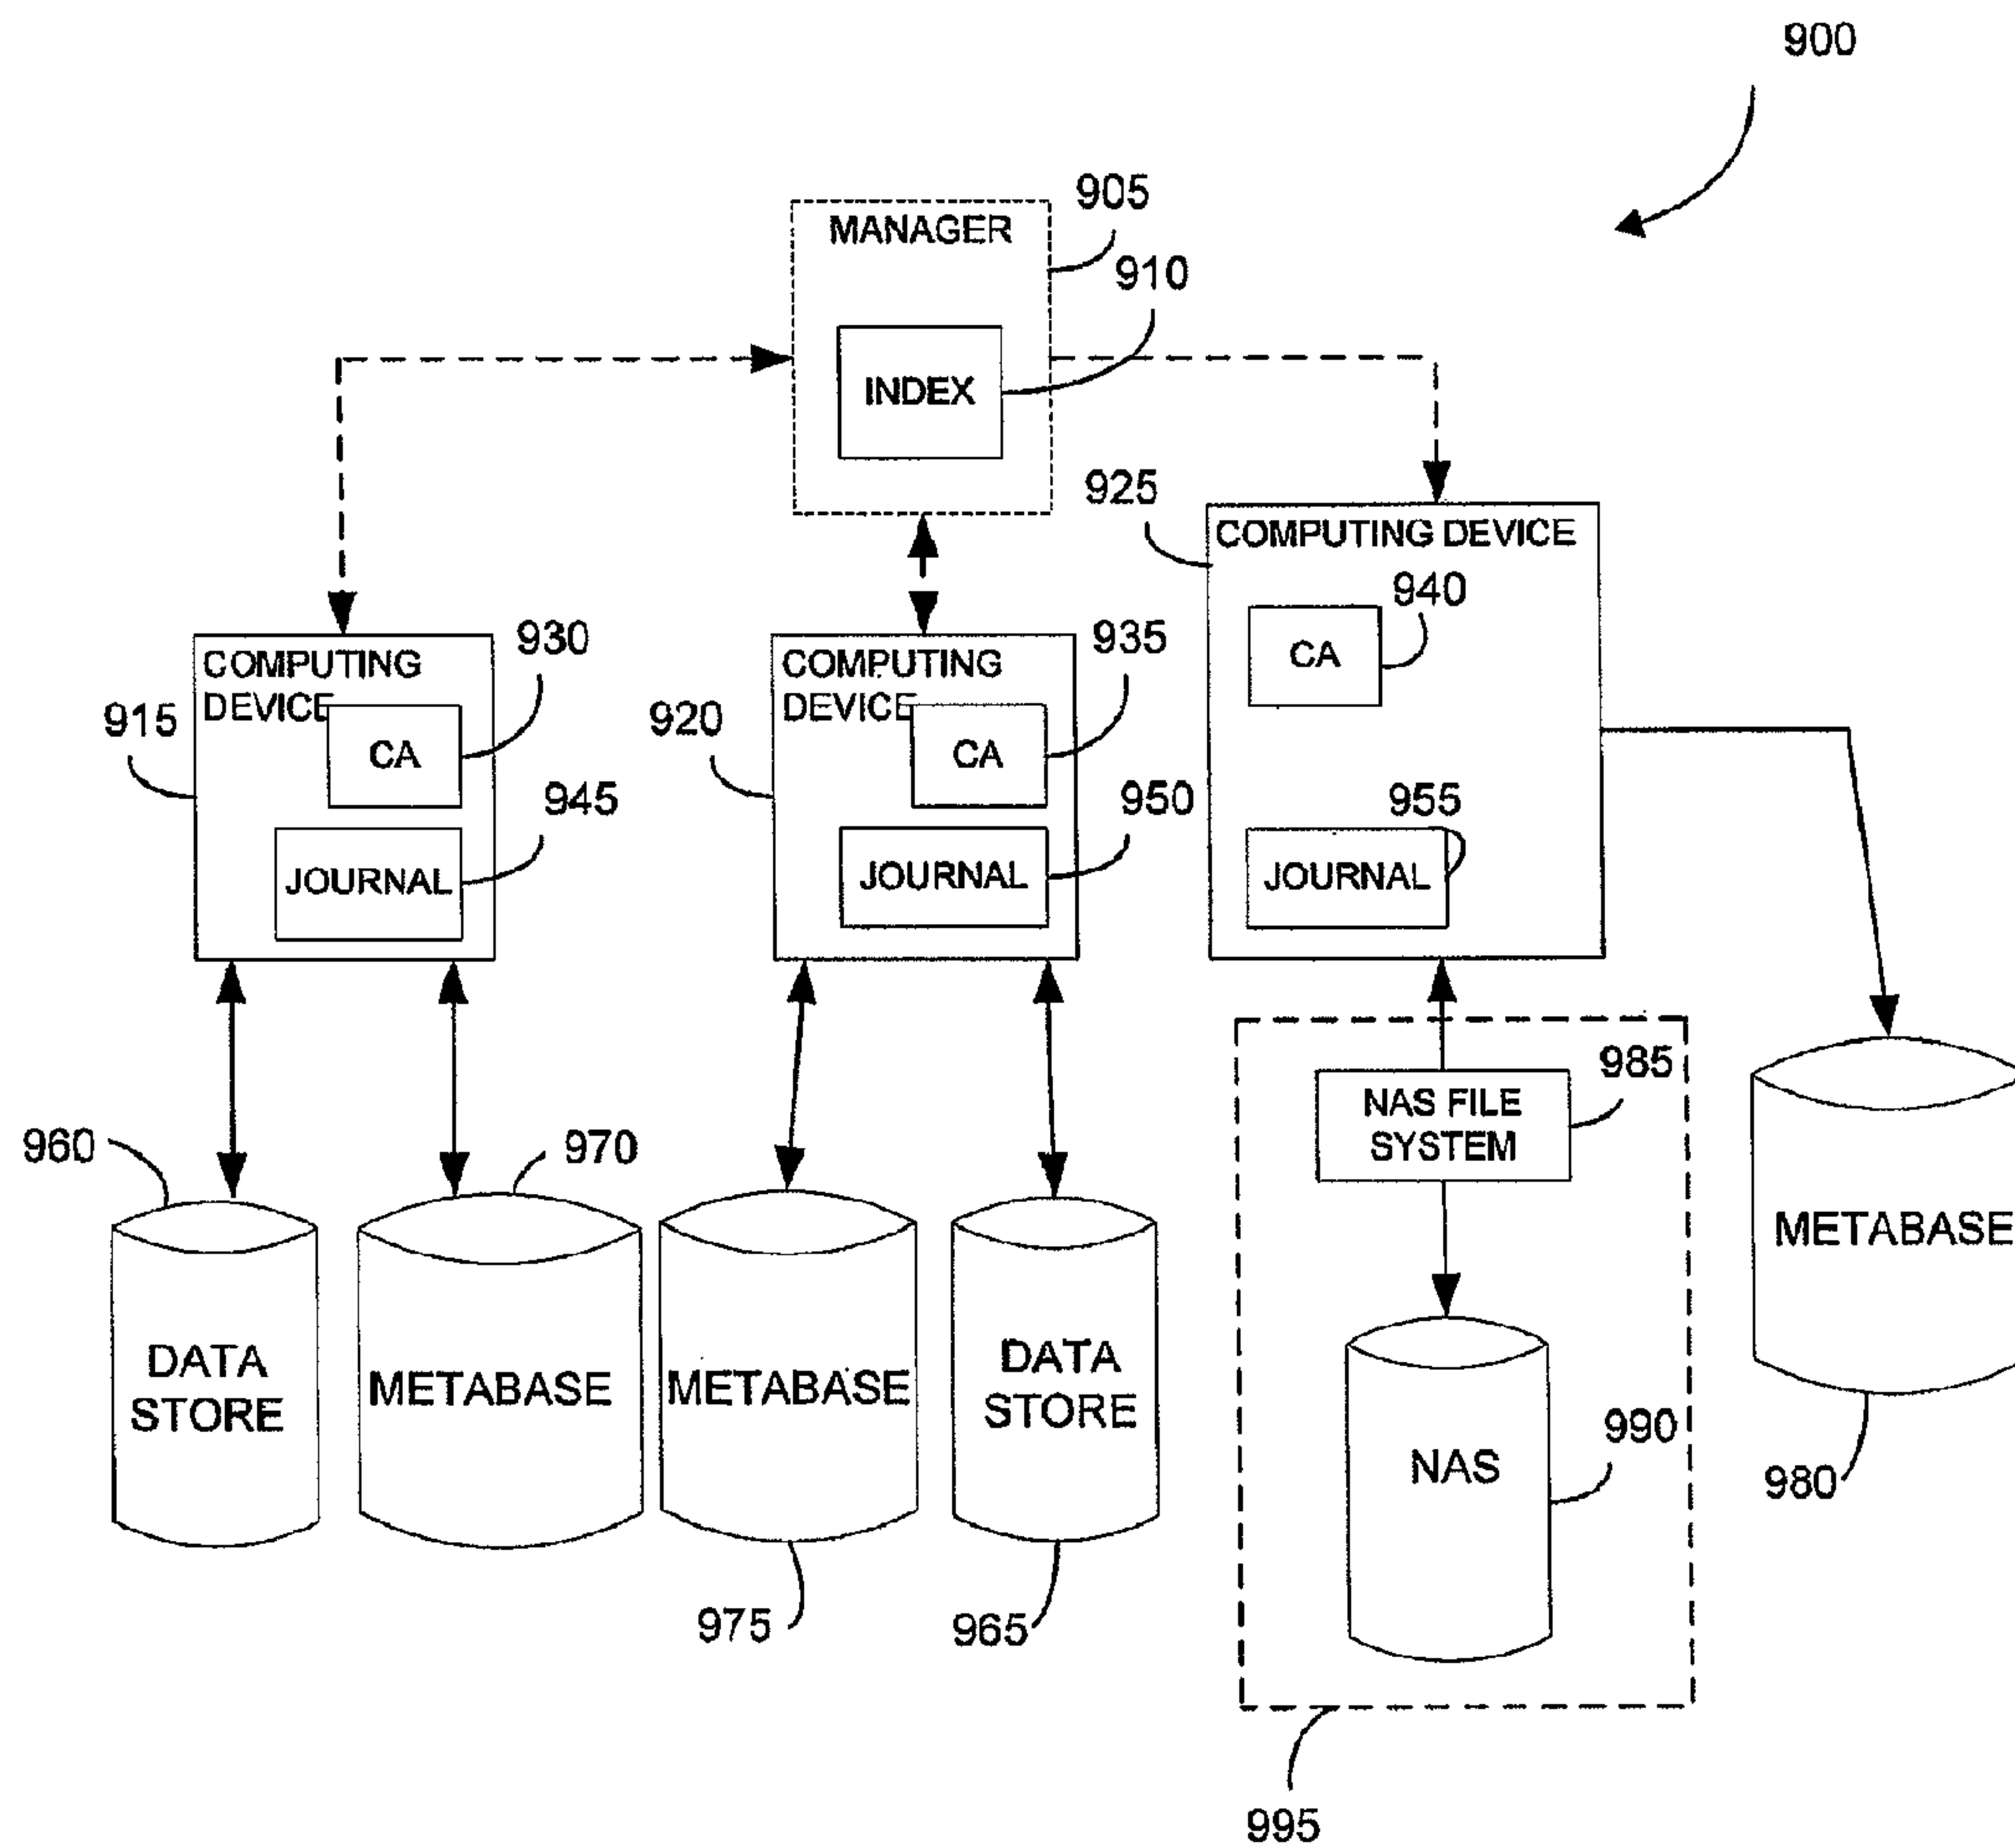 900
905
MANAGER
910
INDEX
925
COMPUTING DEVICE
940
CA
930
935
COMPUTING
DEVICE
COMPUTING
DEVICE
915
CA
920
CA
945
950
955
JOURNAL
JOURNAL
JOURNAL
985
NAS FILE
SYSTEM
960
970
METABASE
DATA
STORE
METABASE
METABASE
DATA
STORE
990
NAS
980
975
965
995